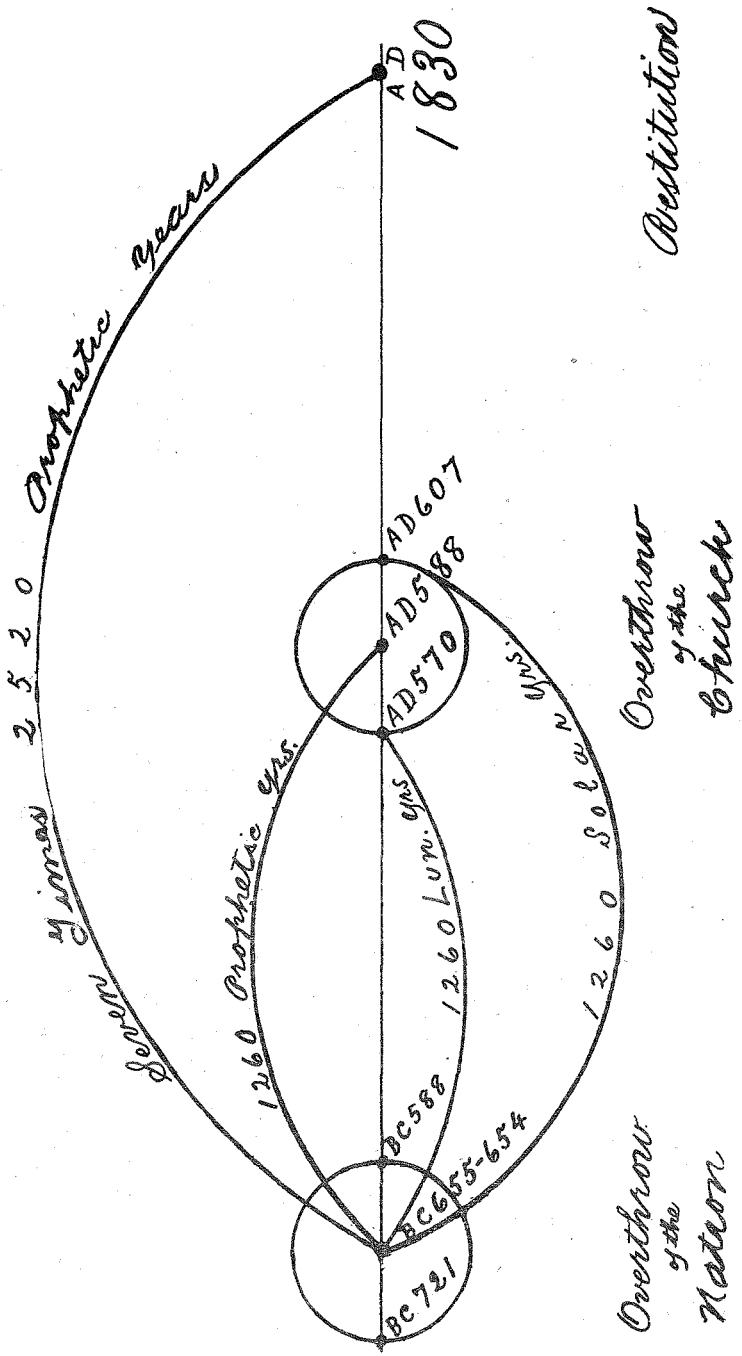 Seven Times 2520 Prophetic Years
1260 Prophetic Yrs.
1260 Lun. Yrs
1260 Solar Yrs.
BC 721
BC 655-654
BC 588
AD 570
AD 588
AD 607
AD
1830
Overthrow
of the
Nation
Overthrow
of the
Church
Restitution